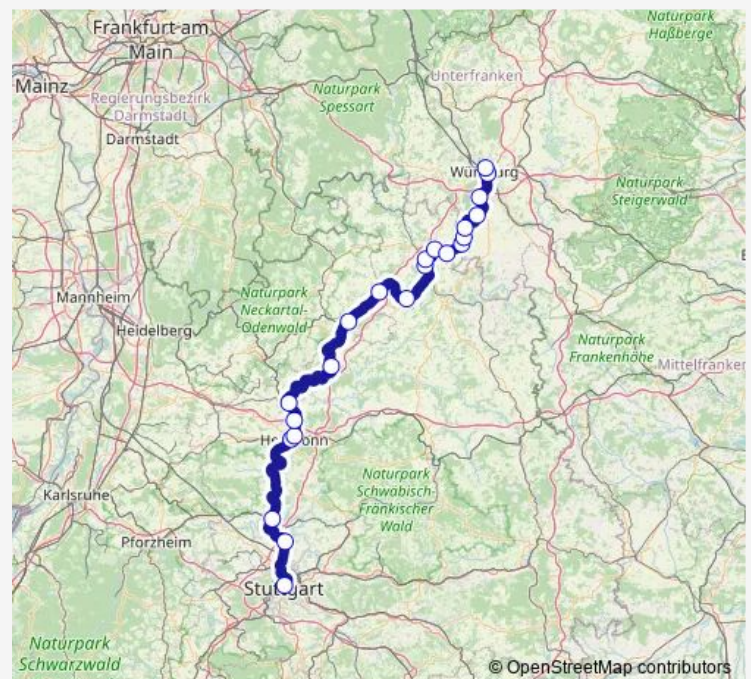 Naturpark
Haßberge
Frankfurt am
Main
Unterfranken
Mainz
Naturpark
Spessart
Regierungsbezirk
Darmstadt
Darmstadt
Naturpark
Steigerwald
Mannheim
Naturpark
Neckartal-
Odenwald
Heidelberg
Naturpark
Frankenhöhe
Mittelfranken
Naturpark
Schwäbisch-
Fränkischer
Wald
Karlsruhe
Pforzheim
Naturpark
Schwarzwald
© OpenStreetMap contributors